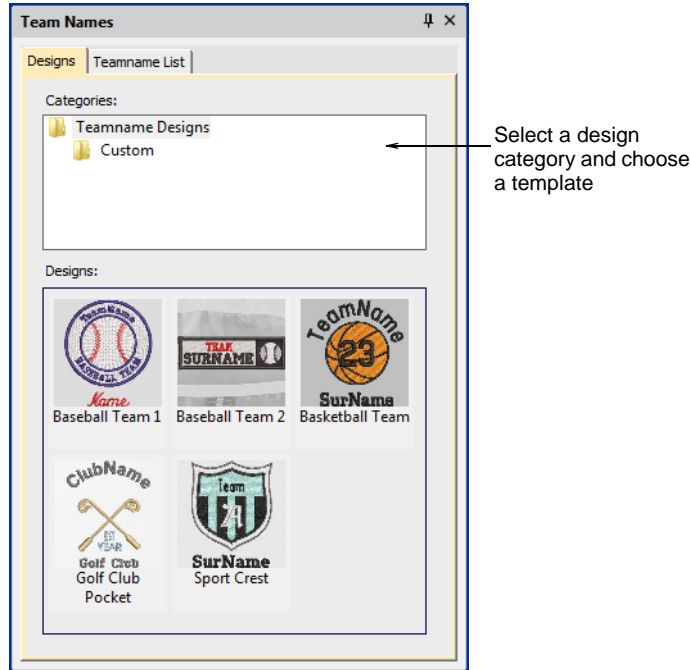 Team Names
Designs
Teamname List
Categories:
Teamname Designs
Custom
Select a design
category and choose
a template
Designs:
TeamName
BASEBALL TEAM
Name
Baseball Team 1
TEAM
SURNAME
Baseball Team 2
TeamName
23
SurName
Basketball Team
ClubName
EST
YEAR
Golf Club
Golf Club
Pocket
Team
A
SurName
Sport Crest